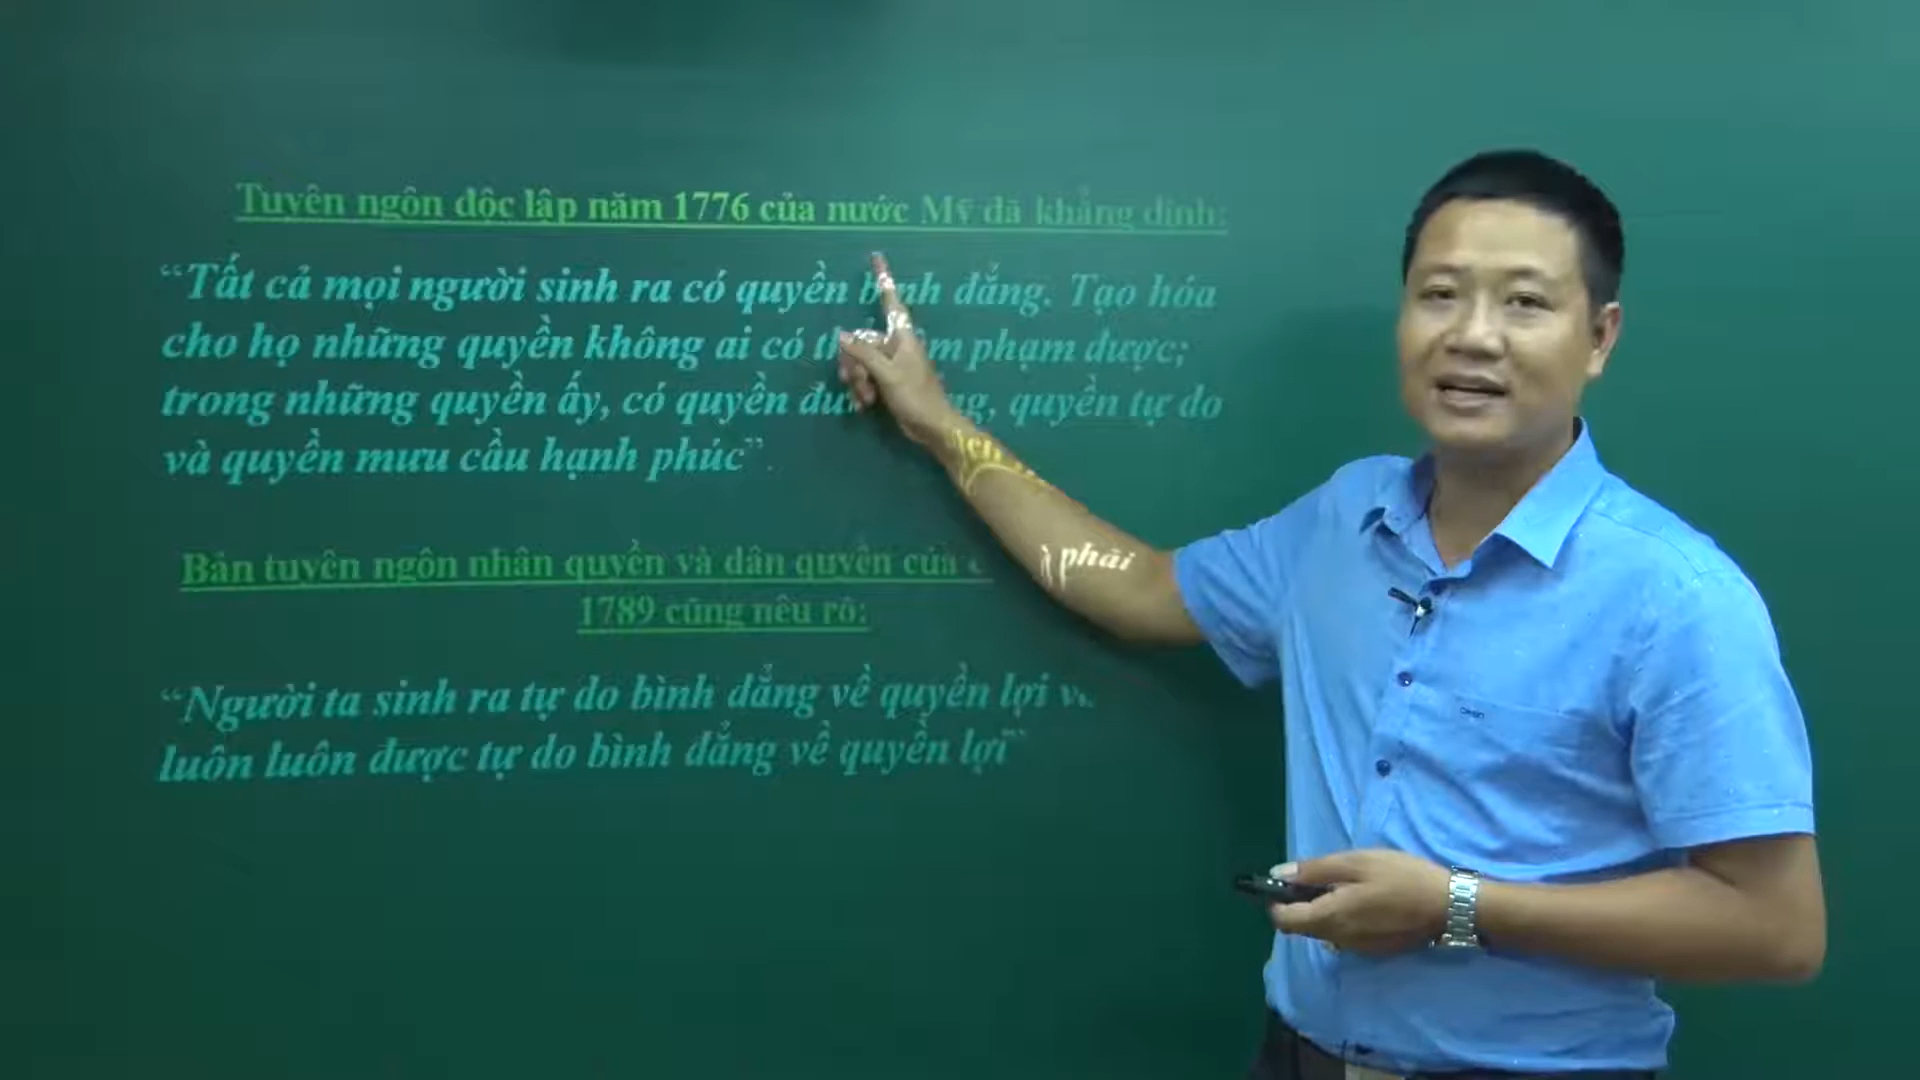 Tuyên ngôn độc lập năm 1776 của nước Mỹ đã khẳng định:
“Tất cả mọi người sinh ra có quyền bình đẳng. Tạo hóa
cho họ những quyền không ai có thể xâm phạm được;
trong những quyền ấy, có quyền được sống, quyền tự do
và quyền mưu cầu hạnh phúc”.
Bản tuyên ngôn nhân quyền và dân quyền của
1789 cũng nêu rõ:
“Người ta sinh ra tự do bình đẳng về quyền lợi
luôn luôn được tự do bình đẳng về quyền lợi”
phải